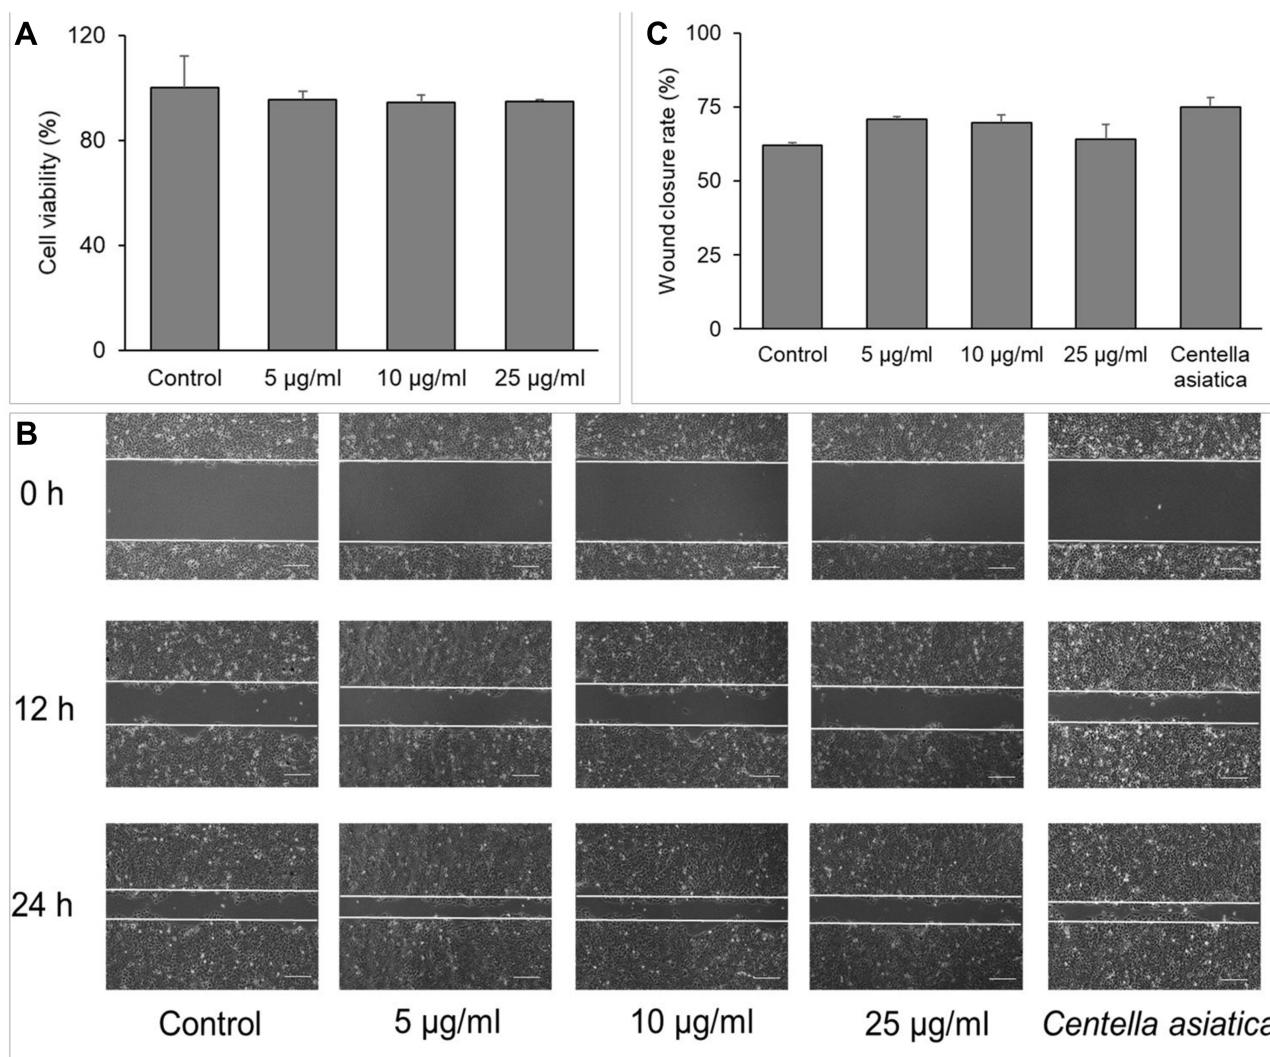 A
120
80
40
0
Cell viability (%)
Control
5 µg/ml
10 µg/ml
25 µg/ml
C
100
75
50
25
0
Wound closure rate (%)
Control
5 µg/ml
10 µg/ml
25 µg/ml
Centella
asiatica
B
0 h
12 h
24 h
Control
5 µg/ml
10 µg/ml
25 µg/ml
Centella asiatica